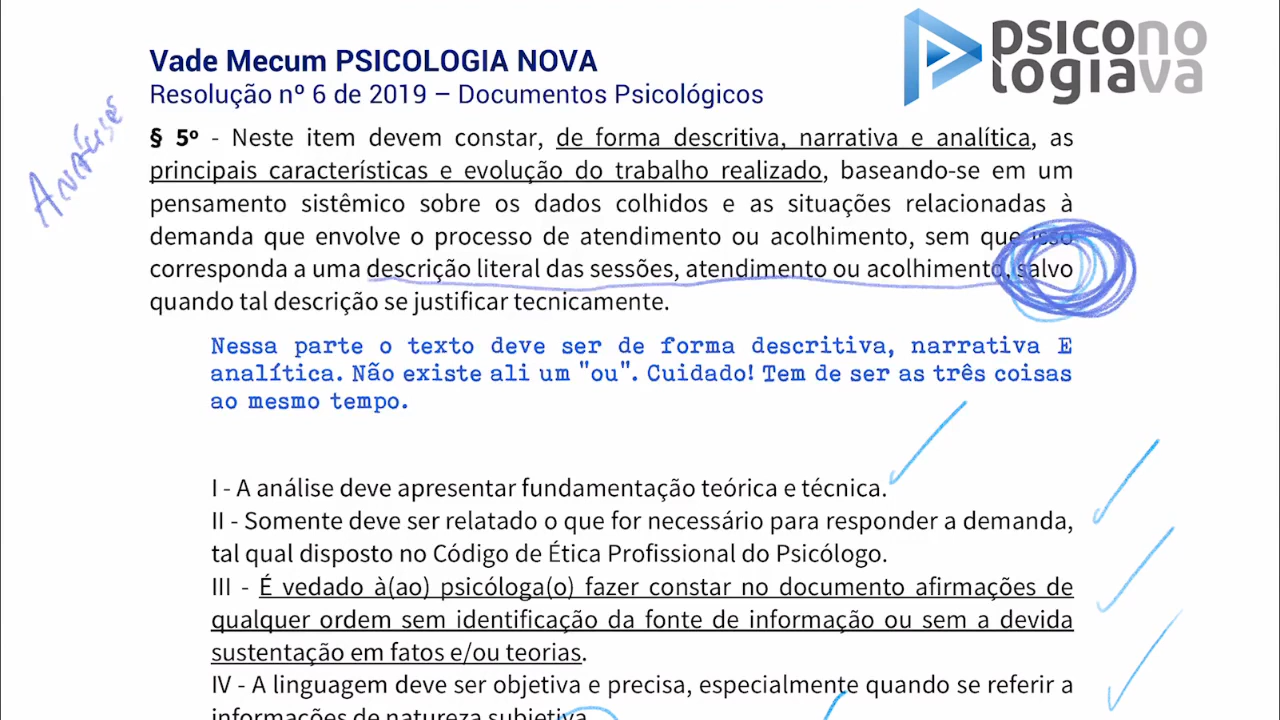 psicono
logiava
Vade Mecum PSICOLOGIA NOVA
Resolução nº 6 de 2019 – Documentos Psicológicos
Análise
§ 5º - Neste item devem constar, de forma descritiva, narrativa e analítica, as
principais características e evolução do trabalho realizado, baseando-se em um
pensamento sistêmico sobre os dados colhidos e as situações relacionadas à
demanda que envolve o processo de atendimento ou acolhimento, sem que isso
corresponda a uma descrição literal das sessões, atendimento ou acolhimento, salvo
quando tal descrição se justificar tecnicamente.
Nessa parte o texto deve ser de forma descritiva, narrativa E
analítica. Não existe ali um "ou". Cuidado! Tem de ser as três coisas
ao mesmo tempo.
I - A análise deve apresentar fundamentação teórica e técnica.
II - Somente deve ser relatado o que for necessário para responder a demanda,
tal qual disposto no Código de Ética Profissional do Psicólogo.
III - É vedado à(ao) psicóloga(o) fazer constar no documento afirmações de
qualquer ordem sem identificação da fonte de informação ou sem a devida
sustentação em fatos e/ou teorias.
IV - A linguagem deve ser objetiva e precisa, especialmente quando se referir a
informações de natureza subjetiva.